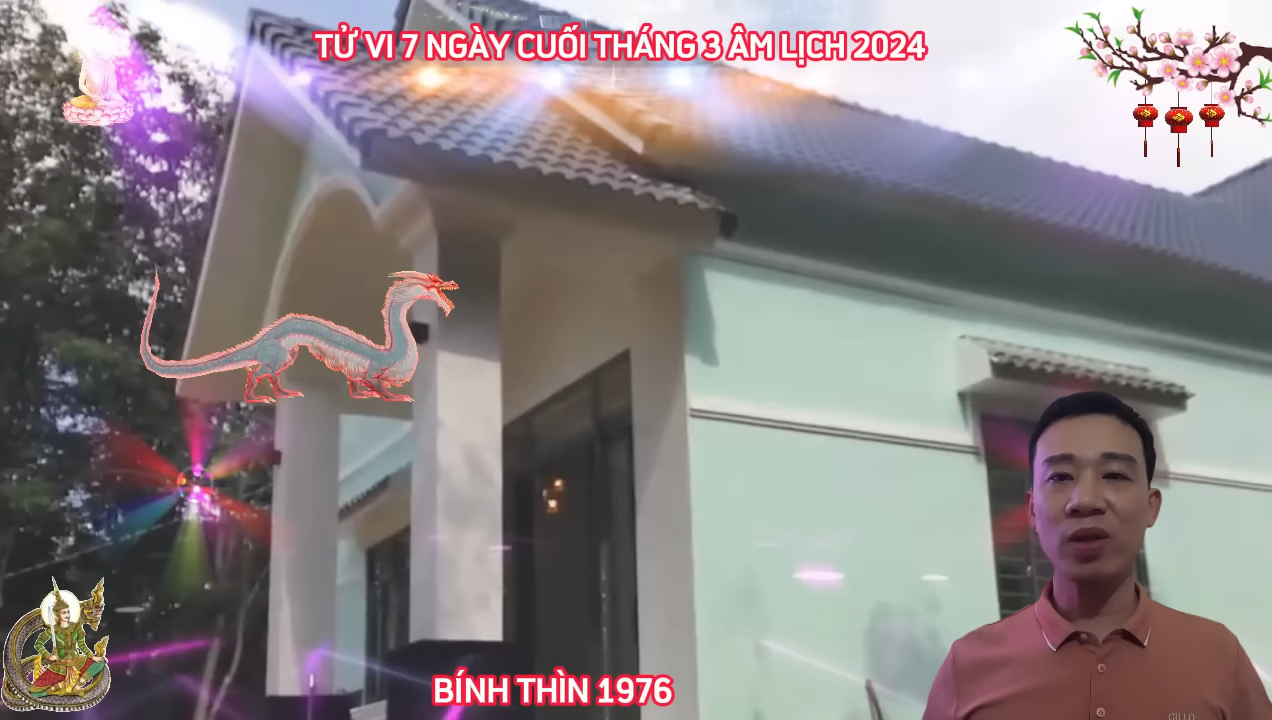 TỬ VI 7 NGÀY CUỐI THÁNG 3 ÂM LỊCH 2024
BÍNH THÌN 1976